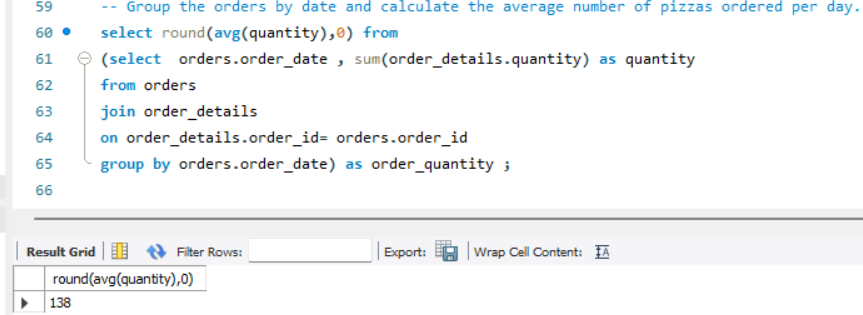 59 -- Group the orders by date and calculate the average number of pizzas ordered per day.
60 select round(avg(quantity),0) from
61 (select  orders.order_date , sum(order_details.quantity) as quantity
62 from orders
63 join order_details
64 on order_details.order_id= orders.order_id
65 group by orders.order_date) as order_quantity ;
66
Result Grid Filter Rows: Export: Wrap Cell Content: IA
round(avg(quantity),0)
138